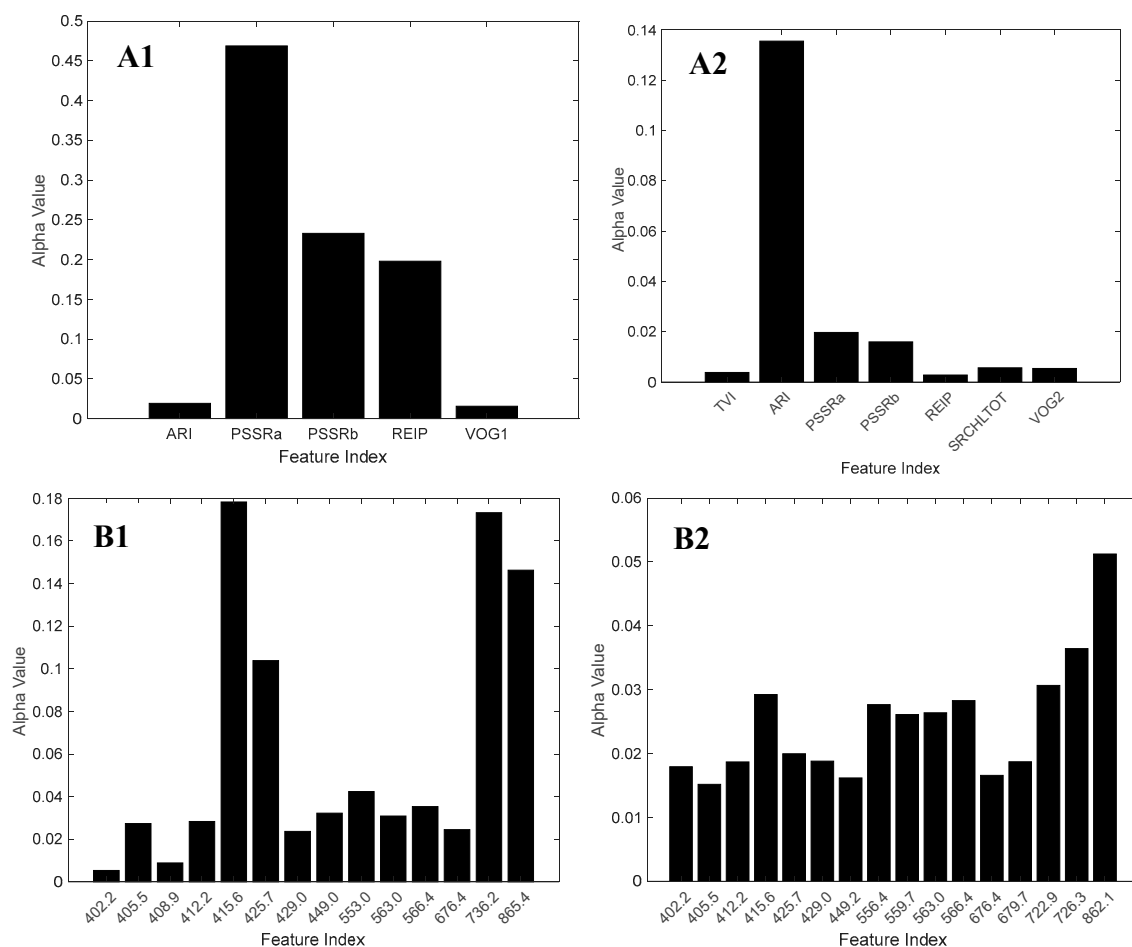 A1
0.5
0.45
0.4
0.35
0.3
0.25
0.2
0.15
0.1
0.05
0
Alpha Value
ARI PSSRa PSSRb REIP VOG1
Feature Index
A2
0.14
0.12
0.1
0.08
0.06
0.04
0.02
0
Alpha Value
TVI ARI PSSRa PSSRb REIP SRCHLTOT VOG2
Feature Index
B1
0.18
0.16
0.14
0.12
0.1
0.08
0.06
0.04
0.02
0
Alpha Value
402.2 405.5 408.9 412.2 415.6 425.7 429.0 449.0 553.0 563.0 566.4 676.4 736.2 865.4
Feature Index
B2
0.06
0.05
0.04
0.03
0.02
0.01
0
Alpha Value
402.2 405.5 412.2 415.6 425.7 429.0 449.2 556.4 559.7 563.0 566.4 676.4 679.7 722.9 726.3 862.1
Feature Index